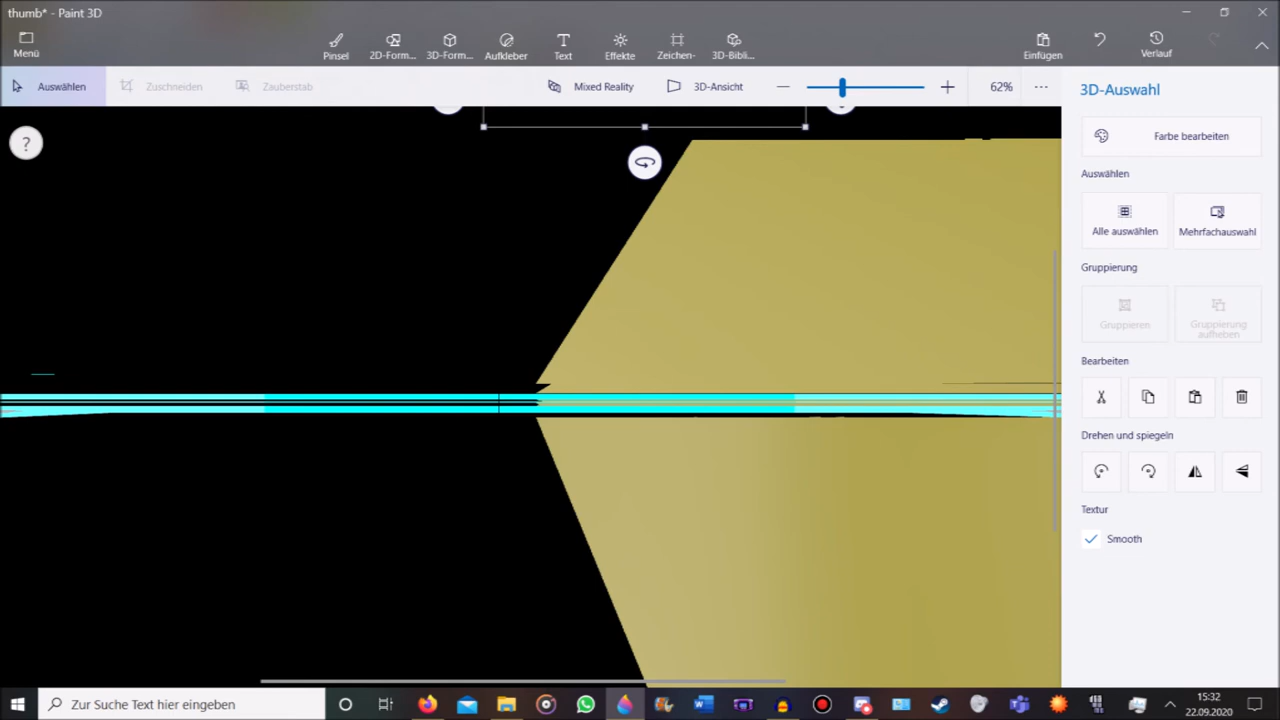 thumb* - Paint 3D
Menü
Pinsel
2D-Form...
3D-Form...
Aufkleber
Text
Effekte
Zeichen-
3D-Bibli...
Einfügen
Verlauf
Auswählen
Zuschneiden
Zauberstab
Mixed Reality
3D-Ansicht
62%
?
3D-Auswahl
Farbe bearbeiten
Auswählen
Alle auswählen
Mehrfachauswahl
Gruppierung
Gruppieren
Gruppierung
aufheben
Bearbeiten
Drehen und spiegeln
Textur
Smooth
Zur Suche Text hier eingeben
15:32
22.09.2020